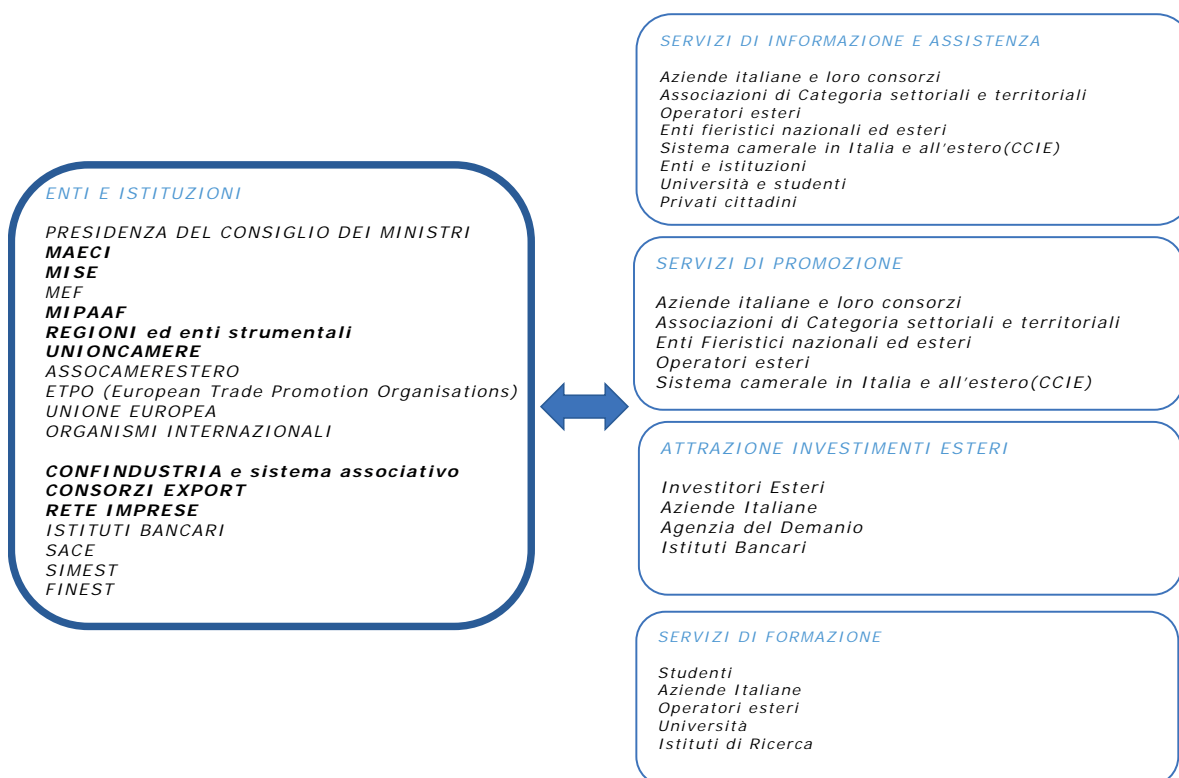 ENTI E ISTITUZIONI
PRESIDENZA DEL CONSIGLIO DEI MINISTRI
MAECI
MISE
MEF
MIPAAF
REGIONI ed enti strumentali
UNIONCAMERE
ASSOCAMERESTERO
ETPO (European Trade Promotion Organisations)
UNIONE EUROPEA
ORGANISMI INTERNAZIONALI
CONFINDUSTRIA e sistema associativo
CONSORZI EXPORT
RETE IMPRESE
ISTITUTI BANCARI
SACE
SIMEST
FINEST
SERVIZI DI INFORMAZIONE E ASSISTENZA
Aziende italiane e loro consorzi
Associazioni di Categoria settoriali e territoriali
Operatori esteri
Enti fieristici nazionali ed esteri
Sistema camerale in Italia e all'estero(CCIE)
Enti e istituzioni
Università e studenti
Privati cittadini
SERVIZI DI PROMOZIONE
Aziende italiane e loro consorzi
Associazioni di Categoria settoriali e territoriali
Enti Fieristici nazionali ed esteri
Operatori esteri
Sistema camerale in Italia e all'estero(CCIE)
ATTRAZIONE INVESTIMENTI ESTERI
Investitori Esteri
Aziende Italiane
Agenzia del Demanio
Istituti Bancari
SERVIZI DI FORMAZIONE
Studenti
Aziende Italiane
Operatori esteri
Università
Istituti di Ricerca